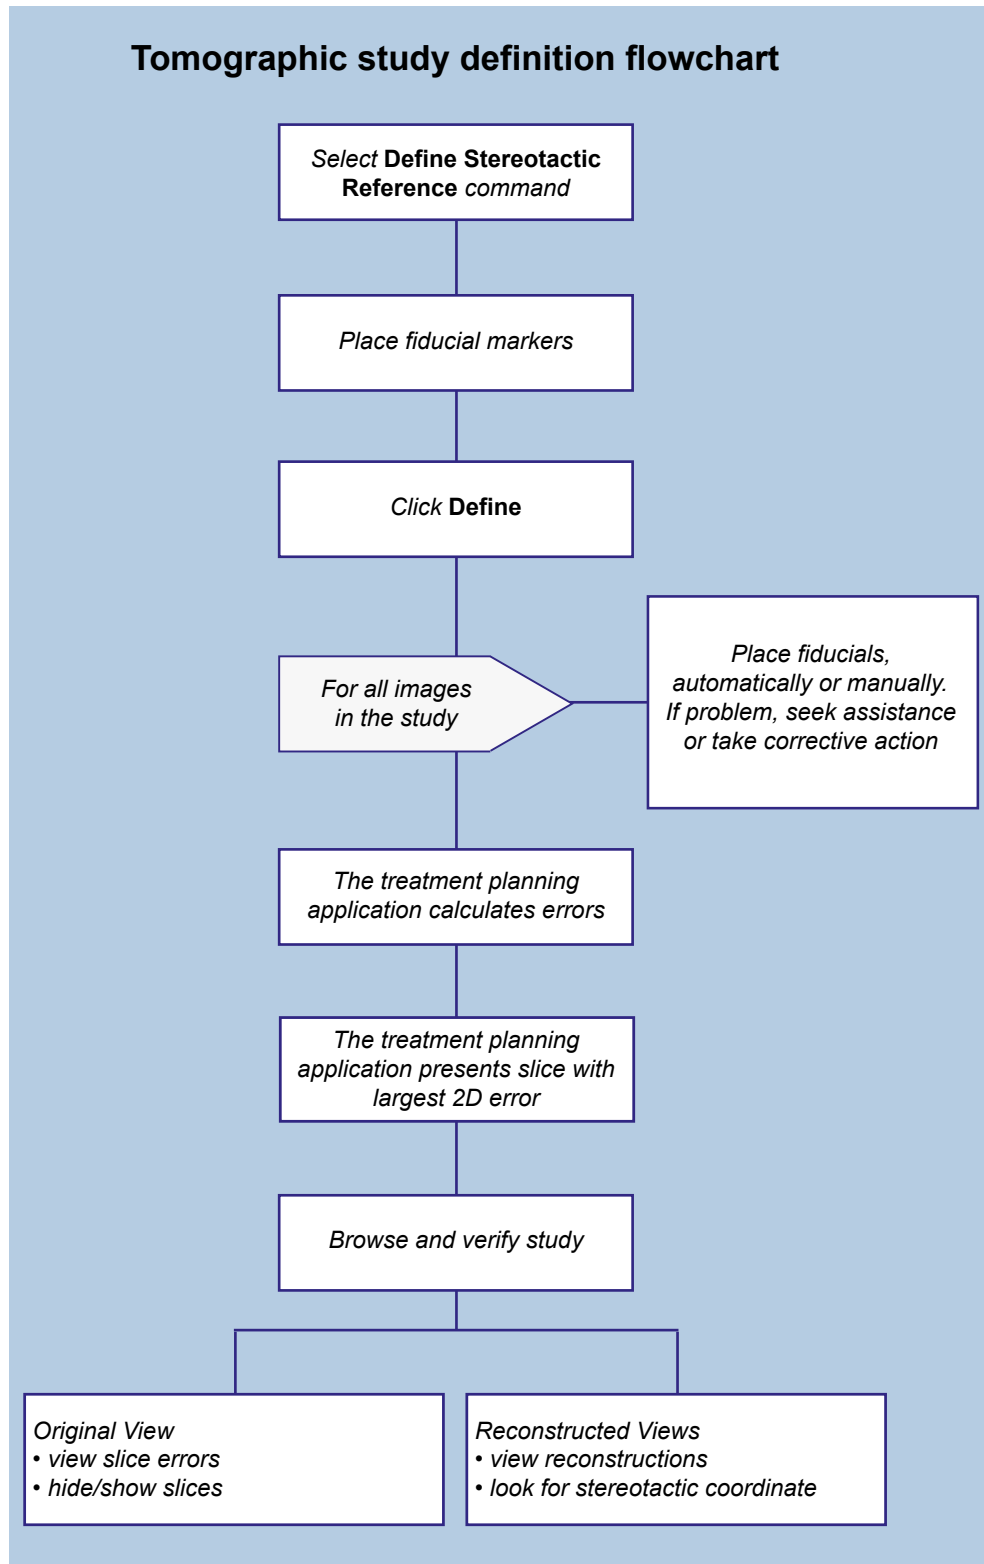 Tomographic study definition flowchart
Select Define Stereotactic
Reference command
Place fiducial markers
Click Define
For all images
in the study
Place fiducials,
automatically or manually.
If problem, seek assistance
or take corrective action
The treatment planning
application calculates errors
The treatment planning
application presents slice with
largest 2D error
Browse and verify study
Original View
• view slice errors
• hide/show slices
Reconstructed Views
• view reconstructions
• look for stereotactic coordinate